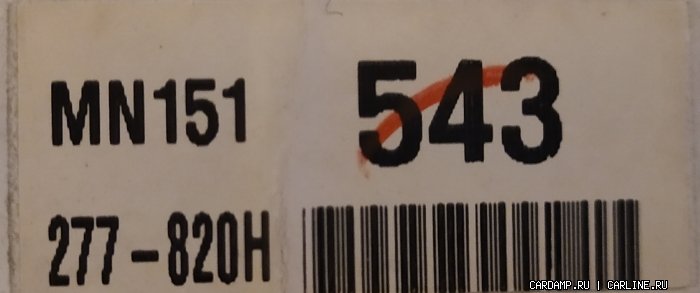 MN151 543
277-820H
CARDAMP.RU | CARLINE.RU